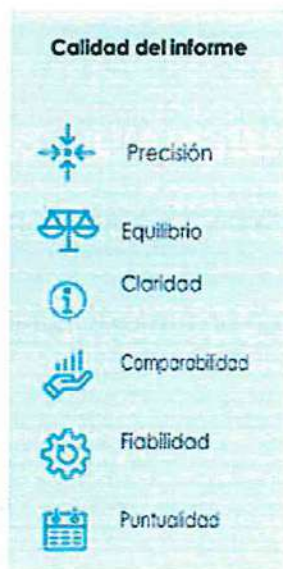 Calidad del informe
Precisión
Equilibrio
Claridad
Comparabilidad
Fiabilidad
Puntualidad